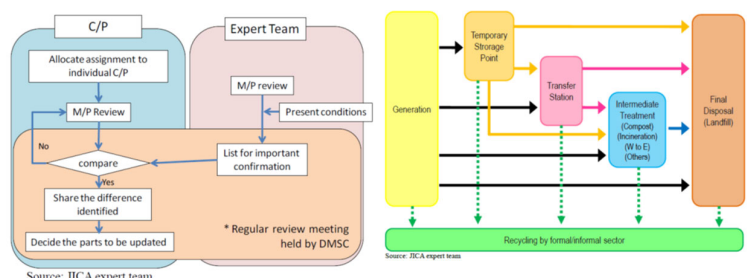 C/P
Expert Team
Allocate assignment to
individual C/P
M/P review
M/P Review
Present conditions
No
compare
List for important
confirmation
Yes
Share the difference
identified
* Regular review meeting
held by DMSC
Decide the parts to be updated
Source: JICA expert team
Temporary
Strorage
Point
Transfer
Station
Generation
Intermediate
Treatment
(Compost)
(Incineration)
(W to E)
(Others)
Final
Disposal
(Landfill)
Recycling by formal/informal sector
Source: JICA expert team